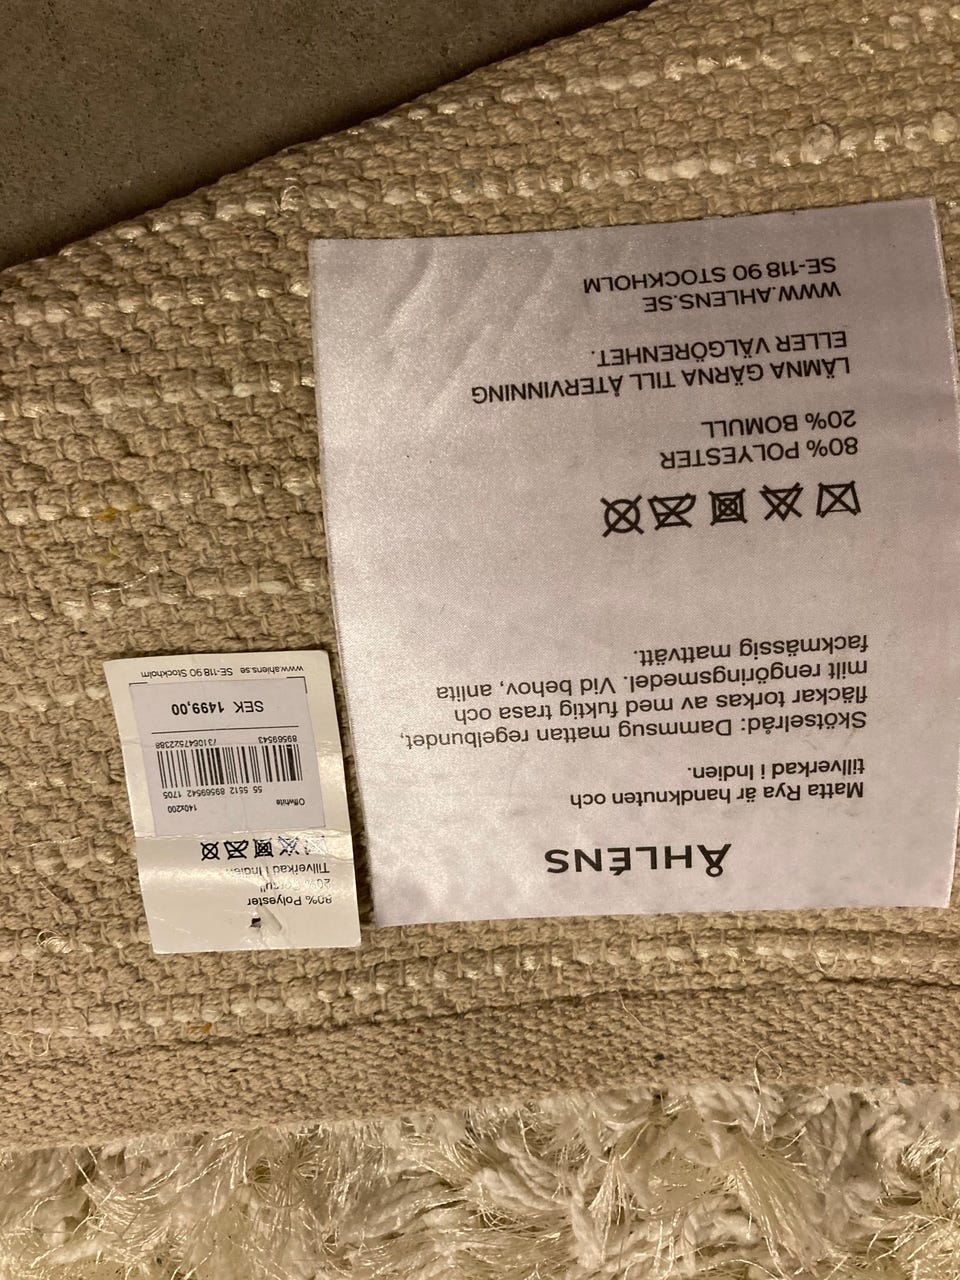 ÅHLÉNS
Matta Rya är handknuten och
tillverkad i Indien.
Skötselråd: Dammsug mattan regelbundet,
fläckar torkas av med fuktig trasa och
milt rengöringsmedel. Vid behov, anlita
fackmässig mattvätt.
80% POLYESTER
20% BOMULL
LÄMNA GÄRNA TILL ÅTERVINNING
ELLER VÄLGÖRENHET.
WWW.AHLENS.SE
SE-118 90 STOCKHOLM
80% Polyester
20%
Tillverkad i Indien
Offwhite 140x200
55 5512 89569542 1705
89569543 7310647522388
SEK 1499,00
www.ahlens.se SE-118 90 Stockholm